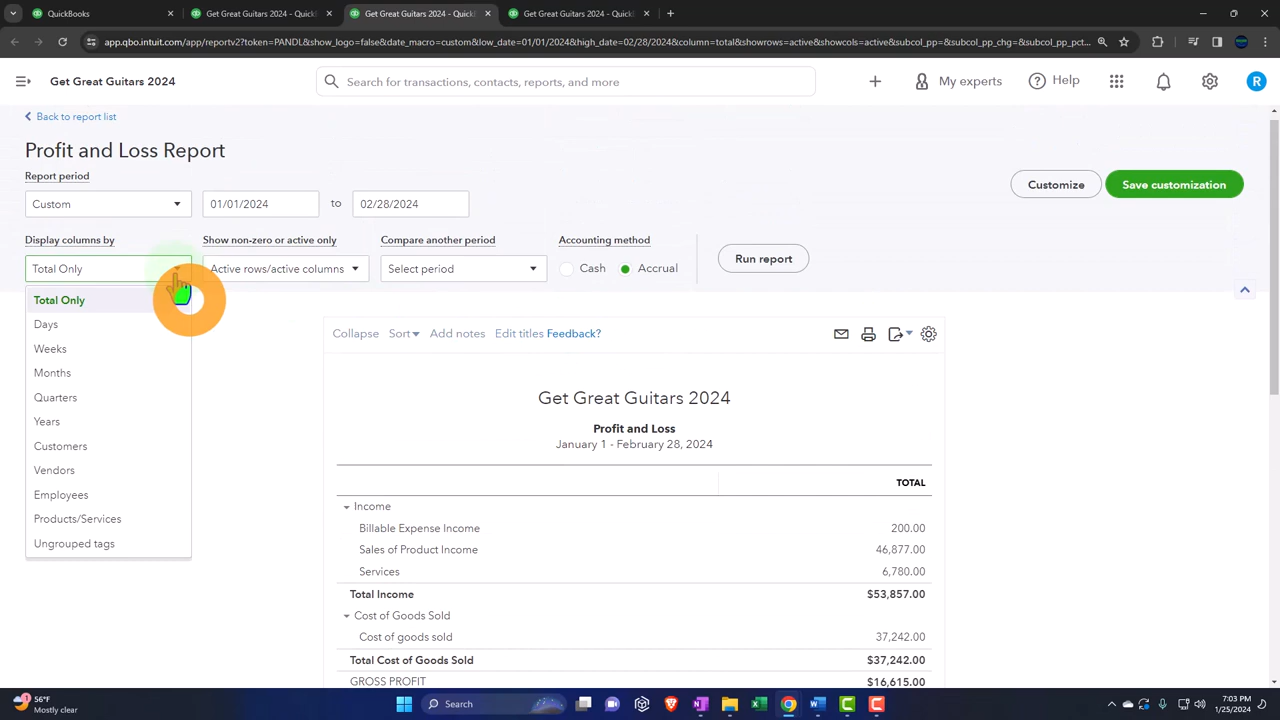 QuickBooks
Get Great Guitars 2024 - QuickB
Get Great Guitars 2024 - QuickB
Get Great Guitars 2024 - QuickB
app.qbo.intuit.com/app/reportv2?token=PANDL&show_logo=false&date_macro=custom&low_date=01/01/2024&high_date=02/28/2024&column=total&showrows=active&showcols=active&subcol_pp=&subcol_pp_chg=&subcol_pp_pct...
Get Great Guitars 2024
Search for transactions, contacts, reports, and more
My experts
Help
R
Back to report list
Profit and Loss Report
Report period
Custom
01/01/2024
to
02/28/2024
Customize
Save customization
Display columns by
Show non-zero or active only
Compare another period
Accounting method
Total Only
Active rows/active columns
Select period
Cash
Accrual
Run report
Total Only
Days
Weeks
Months
Quarters
Years
Customers
Vendors
Employees
Products/Services
Ungrouped tags
Collapse
Sort
Add notes
Edit titles
Feedback?
Get Great Guitars 2024
Profit and Loss
January 1 - February 28, 2024
TOTAL
Income
Billable Expense Income 200.00
Sales of Product Income 46,877.00
Services 6,780.00
Total Income $53,857.00
Cost of Goods Sold
Cost of goods sold 37,242.00
Total Cost of Goods Sold $37,242.00
GROSS PROFIT $16,615.00
1
56°F
Mostly clear
Search
7:03 PM
1/25/2024